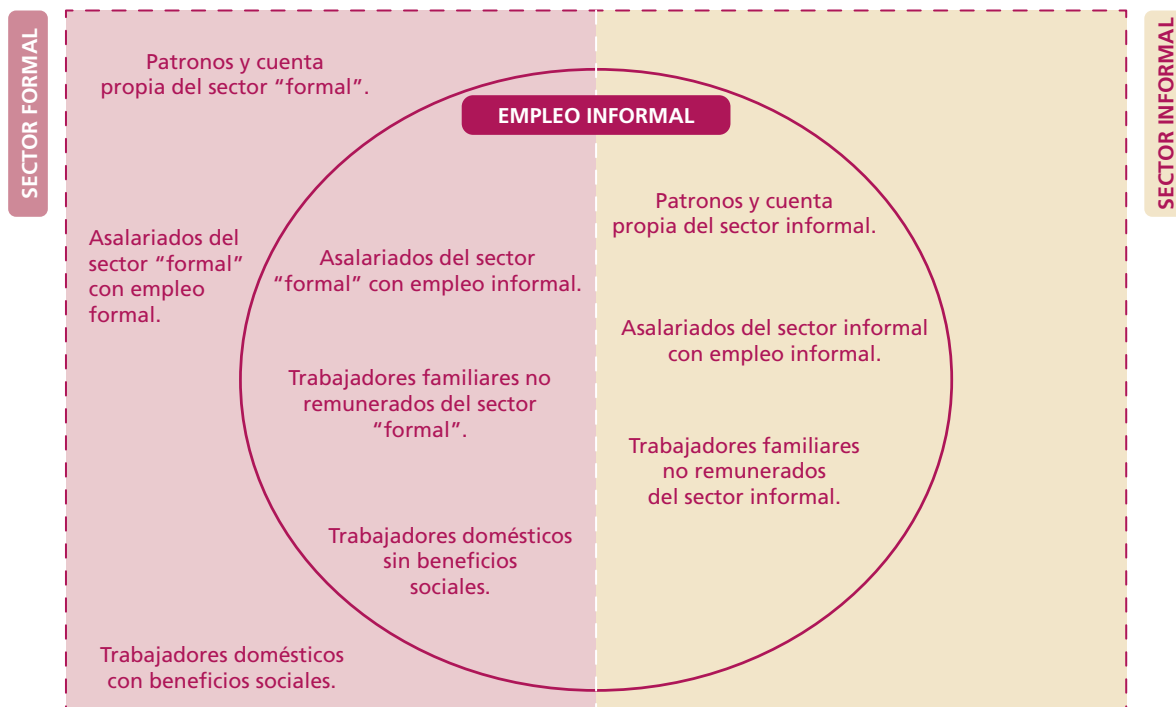 SECTOR FORMAL
Patronos y cuenta
propia del sector “formal”.
EMPLEO INFORMAL
SECTOR INFORMAL
Asalariados del
sector “formal”
con empleo
formal.
Asalariados del sector
“formal” con empleo informal.
Patronos y cuenta
propia del sector informal.
Trabajadores familiares no
remunerados del sector
“formal”.
Asalariados del sector informal
con empleo informal.
Trabajadores familiares
no remunerados
del sector informal.
Trabajadores domésticos
sin beneficios
sociales.
Trabajadores domésticos
con beneficios sociales.